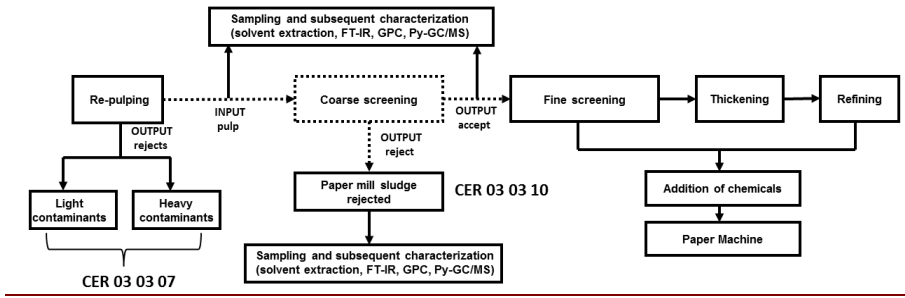 Sampling and subsequent characterization
(solvent extraction, FT-IR, GPC, Py-GC/MS)
Re-pulping
INPUT
pulp
Coarse screening
OUTPUT
accept
Fine screening
Thickening
Refining
OUTPUT
rejects
OUTPUT
reject
Light
contaminants
Heavy
contaminants
CER 03 03 07
Paper mill sludge
rejected
CER 03 03 10
Sampling and subsequent characterization
(solvent extraction, FT-IR, GPC, Py-GC/MS)
Addition of chemicals
Paper Machine